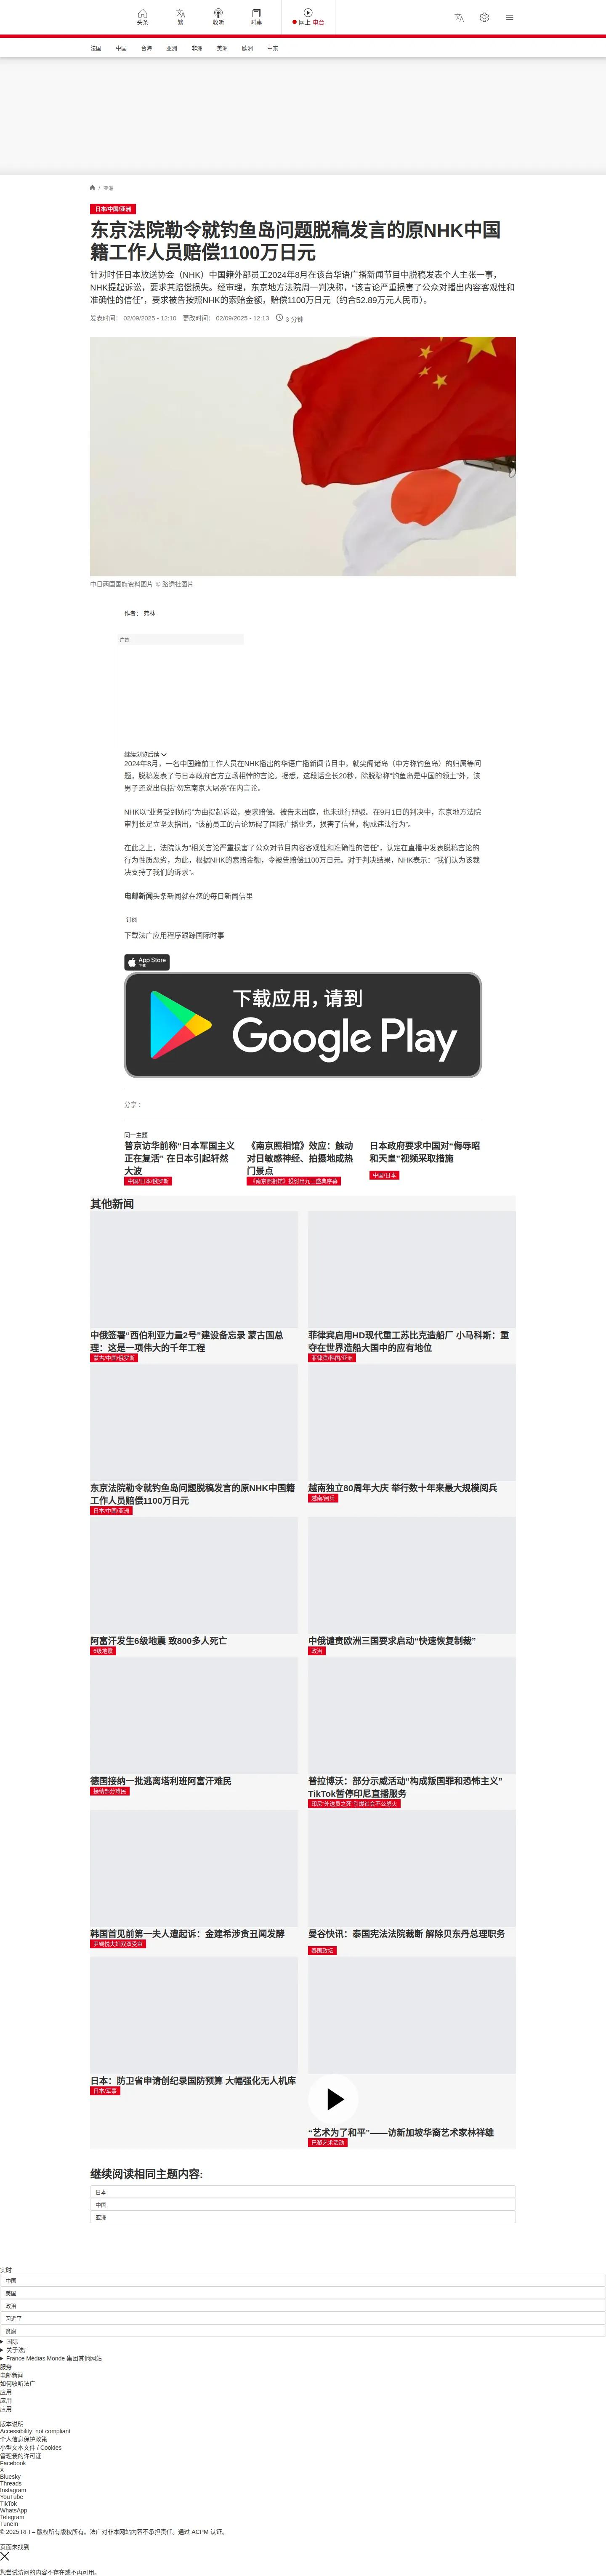 头条
繁
收听
时事
网上 电台
法国
中国
台海
亚洲
非洲
美洲
欧洲
中东
/ 亚洲
日本/中国/亚洲
东京法院勒令就钓鱼岛问题脱稿发言的原NHK中国
籍工作人员赔偿1100万日元
针对时任日本放送协会（NHK）中国籍外部员工2024年8月在该台华语广播新闻节目中脱稿发表个人主张一事，
NHK提起诉讼，要求其赔偿损失。经审理，东京地方法院周一判决称，“该言论严重损害了公众对播出内容客观性和
准确性的信任”，要求被告按照NHK的索赔金额，赔偿1100万日元（约合52.89万元人民币）。
发表时间： 02/09/2025 - 12:10 更改时间： 02/09/2025 - 12:13 3 分钟
中日两国国旗资料图片 © 路透社图片
作者： 弗林
广告
继续浏览后续
2024年8月，一名中国籍前工作人员在NHK播出的华语广播新闻节目中，就尖阁诸岛（中方称钓鱼岛）的归属等问
题，脱稿发表了与日本政府官方立场相悖的言论。据悉，这段话全长20秒，除脱稿称“钓鱼岛是中国的领土”外，该
男子还说出包括“勿忘南京大屠杀”在内言论。
NHK以“业务受到妨碍”为由提起诉讼，要求赔偿。被告未出庭，也未进行辩驳。在9月1日的判决中，东京地方法院
审判长足立坚太指出，“该前员工的言论妨碍了国际广播业务，损害了信誉，构成违法行为”。
在此之上，法院认为“相关言论严重损害了公众对节目内容客观性和准确性的信任”，认定在直播中发表脱稿言论的
行为性质恶劣，为此，根据NHK的索赔金额，令被告赔偿1100万日元。对于判决结果，NHK表示：“我们认为该裁
决支持了我们的诉求”。
电邮新闻头条新闻就在您的每日新闻信里
订阅
下载法广应用程序跟踪国际时事
App Store
下载
下载应用，请到
Google Play
分享 :
同一主题
普京访华前称“日本军国主义
正在复活” 在日本引起轩然
大波
中国/日本/俄罗斯
《南京照相馆》效应：触动
对日敏感神经、拍摄地成热
门景点
《南京照相馆》投射出九三盛典序幕
日本政府要求中国对“侮辱昭
和天皇”视频采取措施
中国/日本
其他新闻
中俄签署“西伯利亚力量2号”建设备忘录 蒙古国总
理：这是一项伟大的千年工程
蒙古/中国/俄罗斯
菲律宾启用HD现代重工苏比克造船厂 小马科斯：重
夺在世界造船大国中的应有地位
菲律宾/韩国/亚洲
东京法院勒令就钓鱼岛问题脱稿发言的原NHK中国籍
工作人员赔偿1100万日元
日本/中国/亚洲
越南独立80周年大庆 举行数十年来最大规模阅兵
越南/阅兵
阿富汗发生6级地震 致800多人死亡
6级地震
中俄谴责欧洲三国要求启动“快速恢复制裁”
政治
德国接纳一批逃离塔利班阿富汗难民
接纳部分难民
普拉博沃：部分示威活动“构成叛国罪和恐怖主义”
TikTok暂停印尼直播服务
印尼“外送员之死”引爆社会不公怒火
韩国首见前第一夫人遭起诉：金建希涉贪丑闻发酵
尹锡悦夫妇双双受审
曼谷快讯：泰国宪法法院裁断 解除贝东丹总理职务
泰国政坛
日本：防卫省申请创纪录国防预算 大幅强化无人机库
日本/军事
“艺术为了和平”——访新加坡华裔艺术家林祥雄
巴黎艺术活动
继续阅读相同主题内容:
日本
中国
亚洲
实时
中国
美国
政治
习近平
贪腐
国际
关于法广
France Médias Monde 集团其他网站
服务
电邮新闻
如何收听法广
应用
应用
应用
版本说明
Accessibility: not compliant
个人信息保护政策
小型文本文件 / Cookies
管理我的许可证
Facebook
X
Bluesky
Threads
Instagram
YouTube
TikTok
WhatsApp
Telegram
TuneIn
© 2025 RFI – 版权所有版权所有。法广对非本网站内容不承担责任。通过 ACPM 认证。
页面未找到
您尝试访问的内容不存在或不再可用。